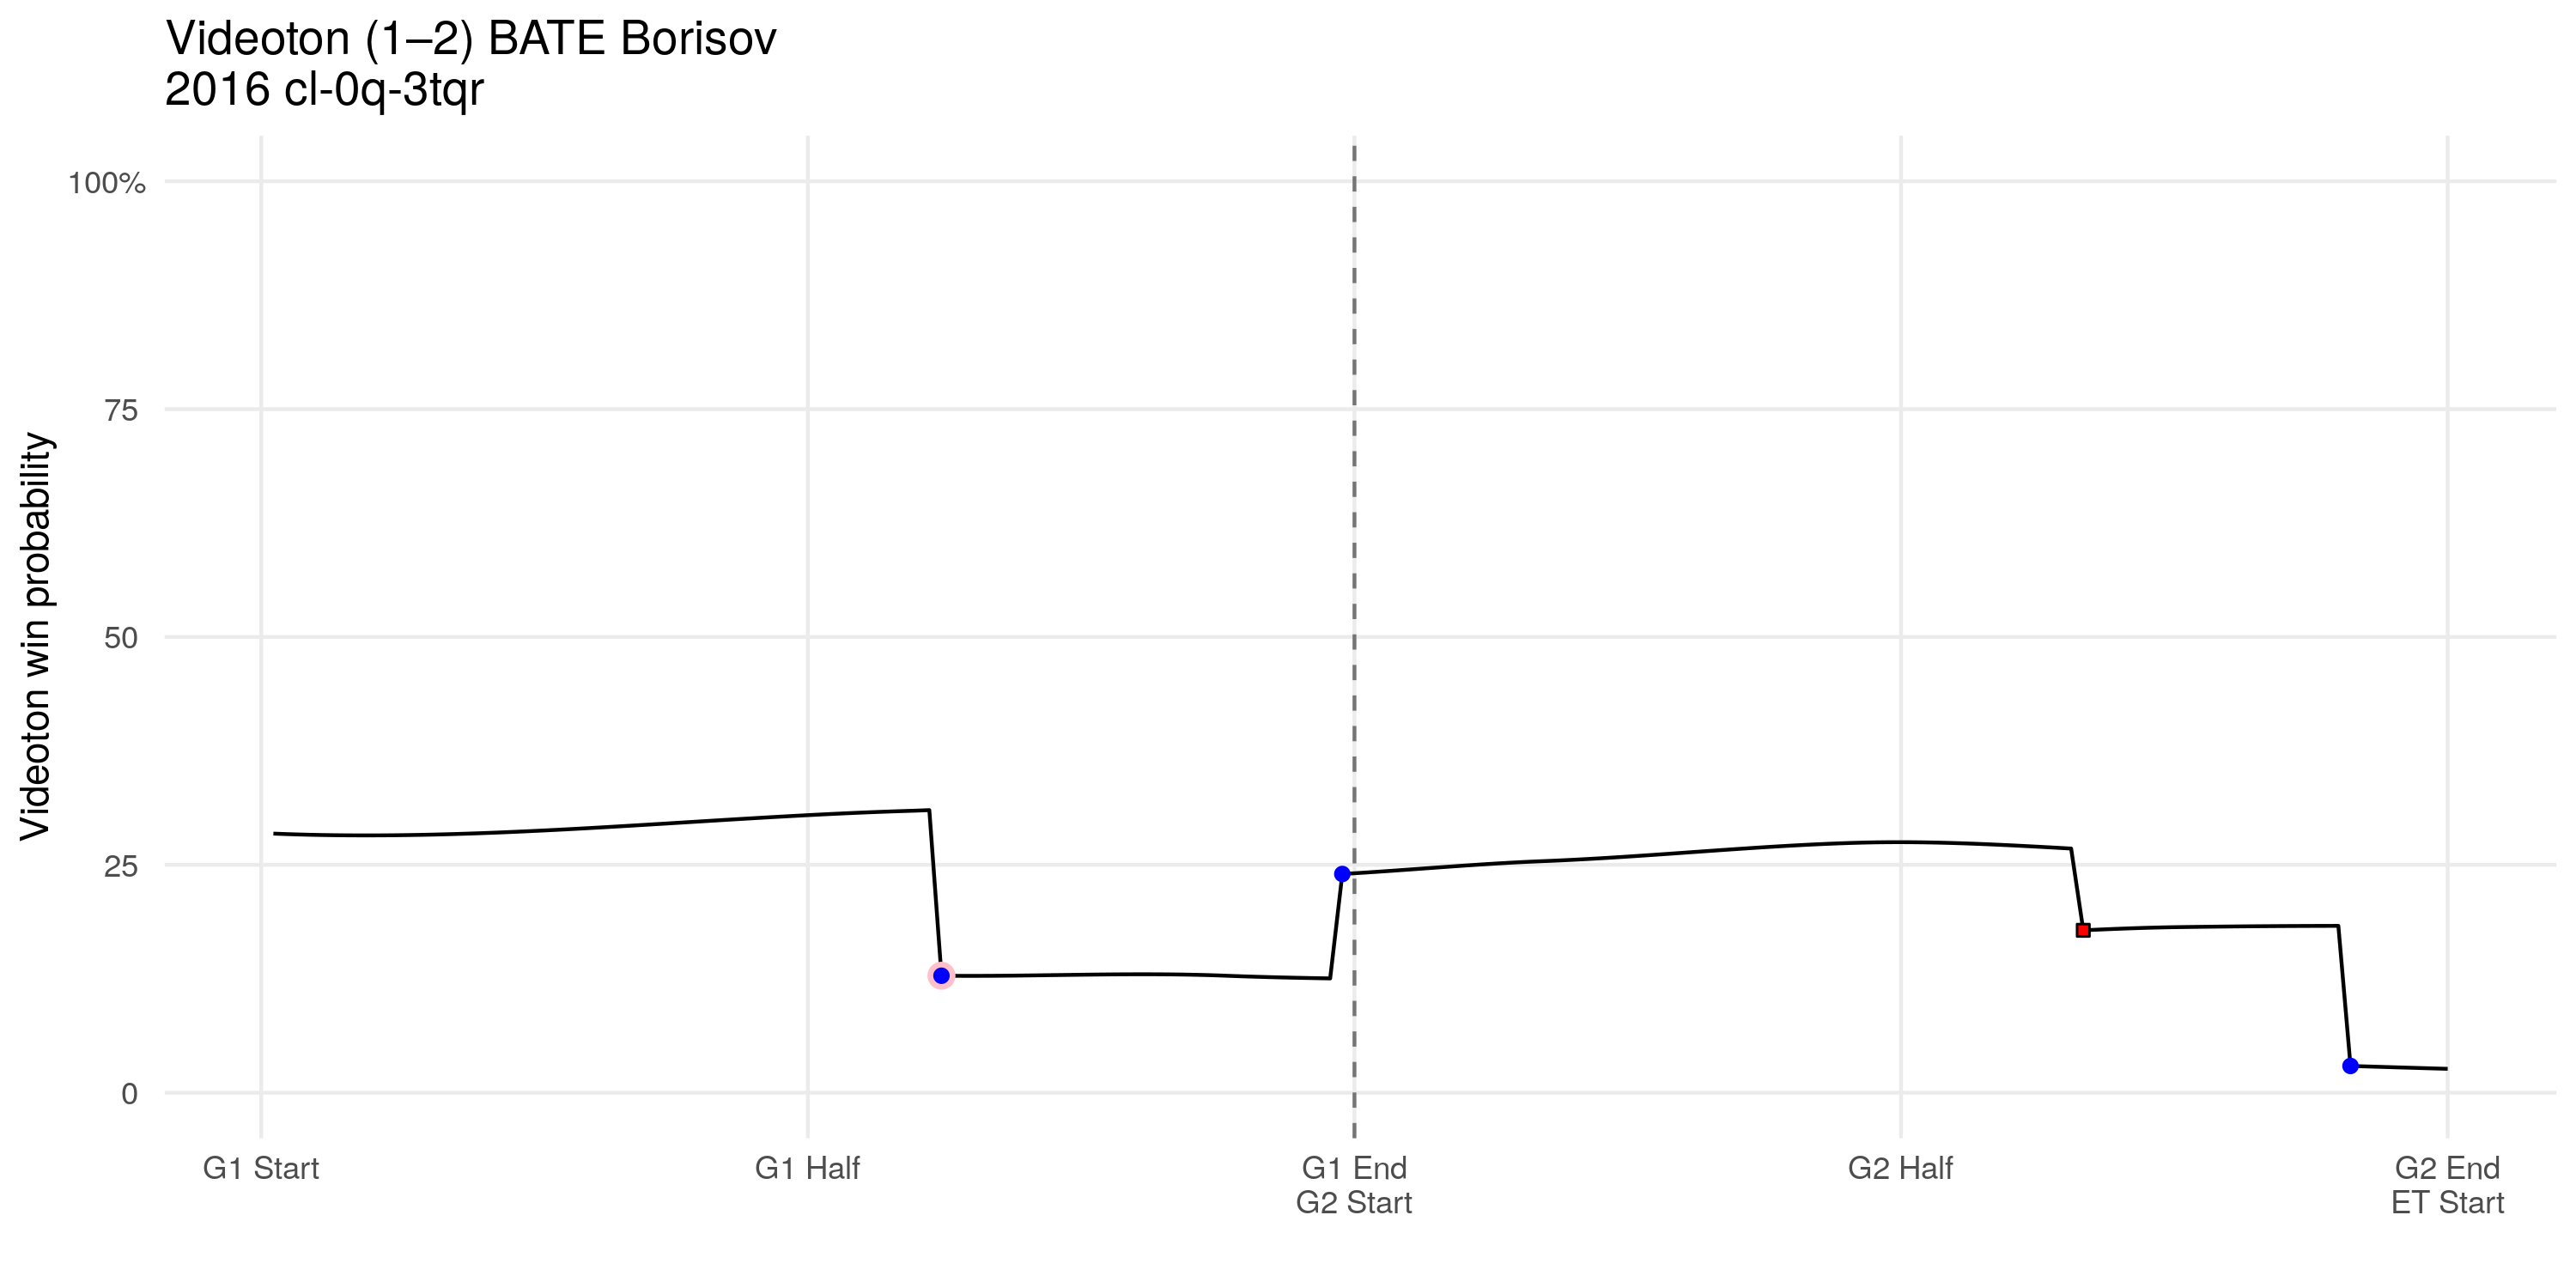 Videoton (1–2) BATE Borisov
2016 cl-0q-3tqr
Videoton win probability
100%
75
50
25
0
G1 Start
G1 Half
G1 End
G2 Start
G2 Half
G2 End
ET Start